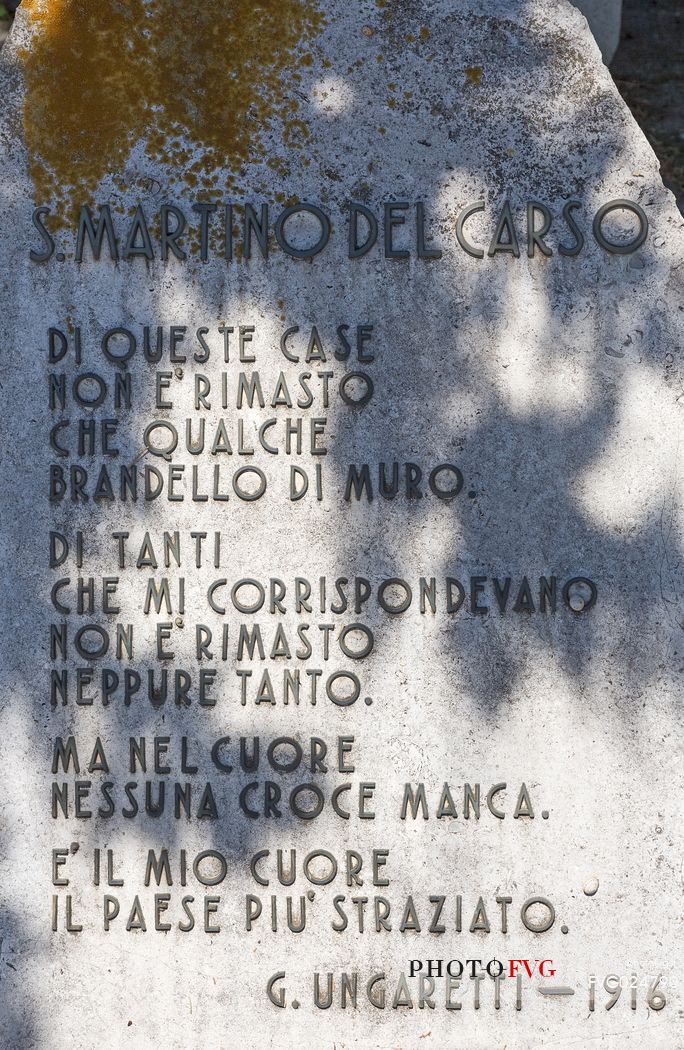 S. MARTINO DEL CARSO
DI QUESTE CASE
NON E' RIMASTO
CHE QUALCHE
BRANDELLO DI MURO.
DI TANTI
CHE MI CORRISPONDEVANO
NON E' RIMASTO
NEPPURE TANTO.
MA NEL CUORE
NESSUNA CROCE MANCA.
E' IL MIO CUORE
IL PAESE PIU' STRAZIATO.
PHOTOFVG
G. UNGARETTI — 1916